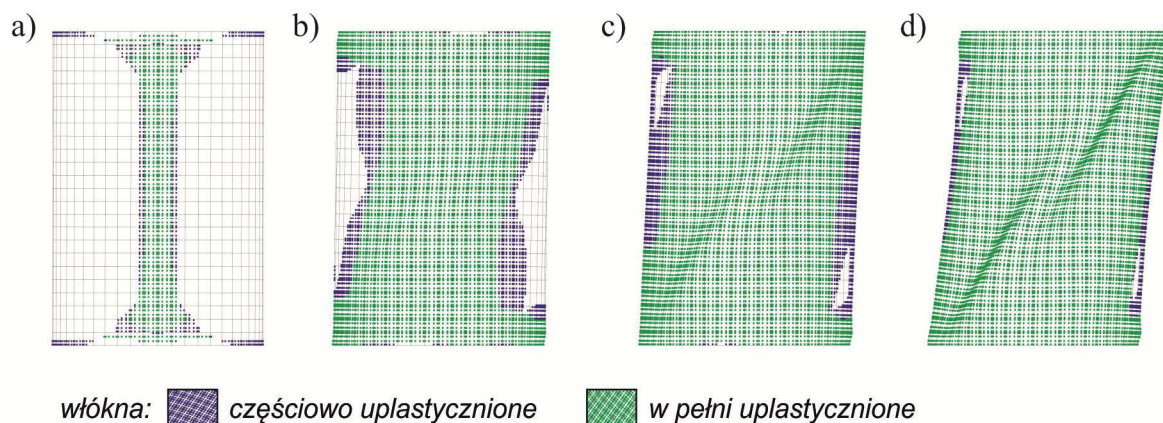 a) b) c) d)
włókna: częściowo uplastycznione w pełni uplastycznione